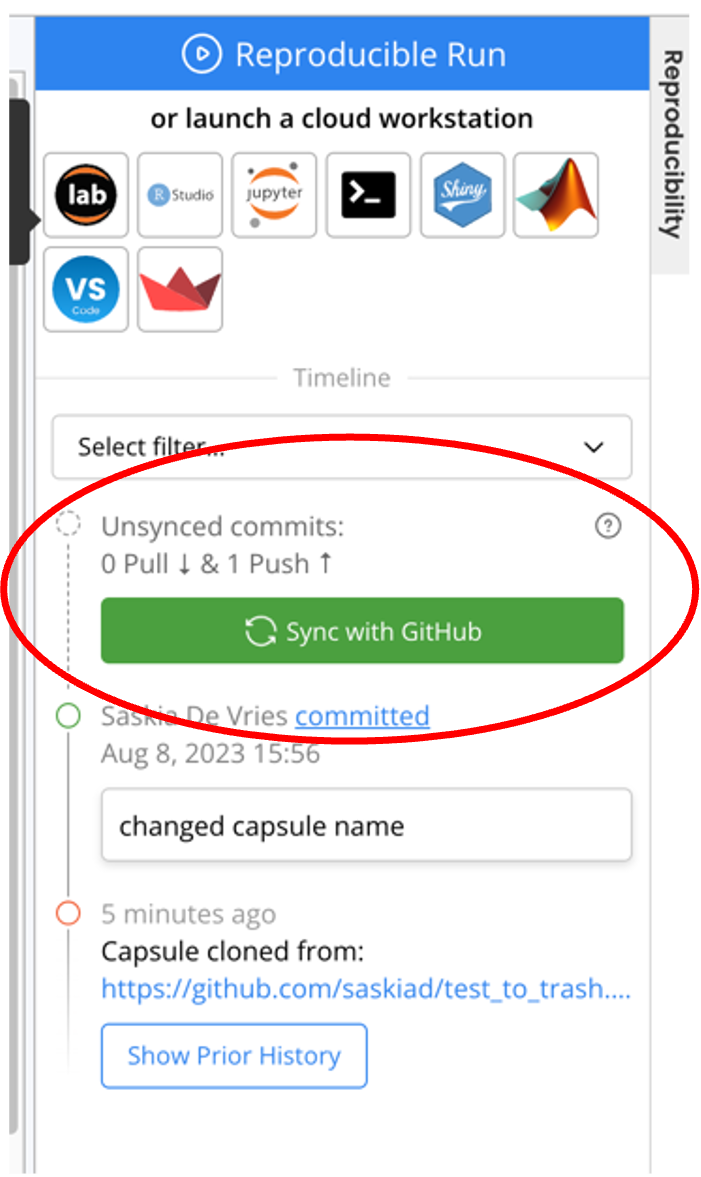 Reproducible Run
Reproducibility
or launch a cloud workstation
lab
R Studio
jupyter
>_
Shiny
VS
Code
Timeline
Select filter...
Unsynced commits:
?
0 Pull ↓ & 1 Push ↑
Sync with GitHub
Saskia De Vries committed
Aug 8, 2023 15:56
changed capsule name
5 minutes ago
Capsule cloned from:
https://github.com/saskiad/test_to_trash....
Show Prior History